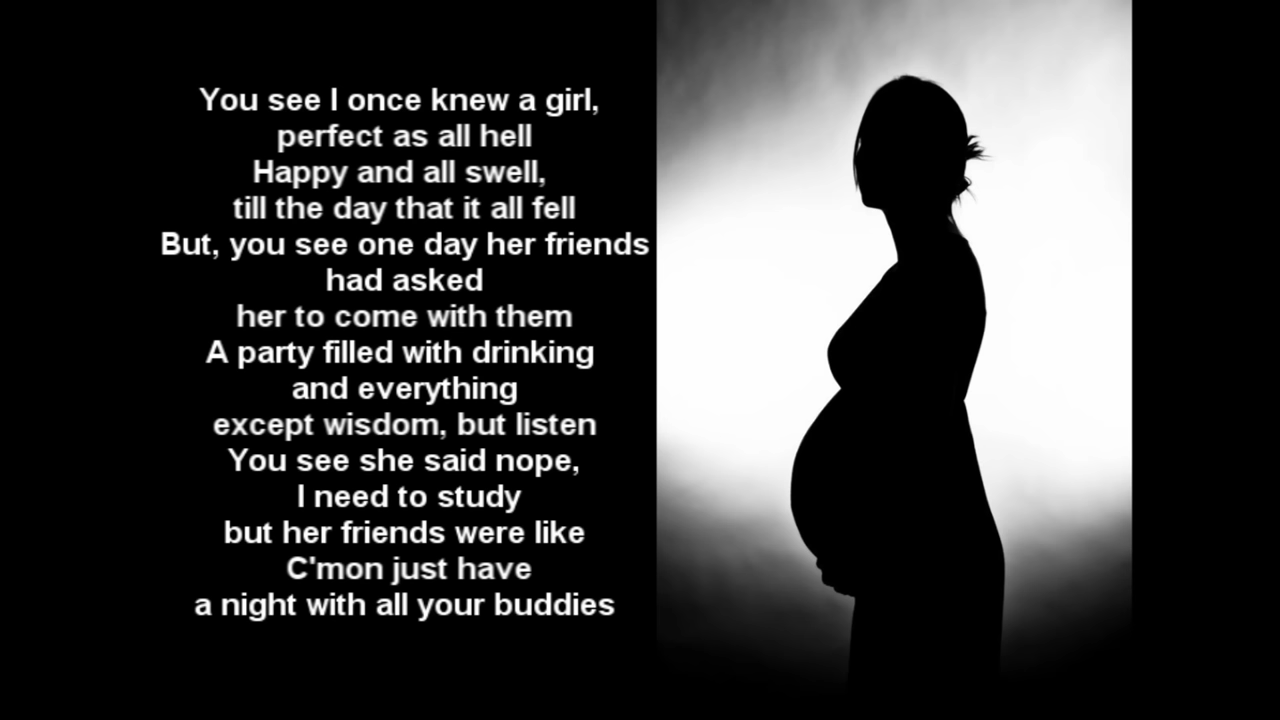 You see I once knew a girl,
perfect as all hell
Happy and all swell,
till the day that it all fell
But, you see one day her friends
had asked
her to come with them
A party filled with drinking
and everything
except wisdom, but listen
You see she said nope,
I need to study
but her friends were like
C'mon just have
a night with all your buddies